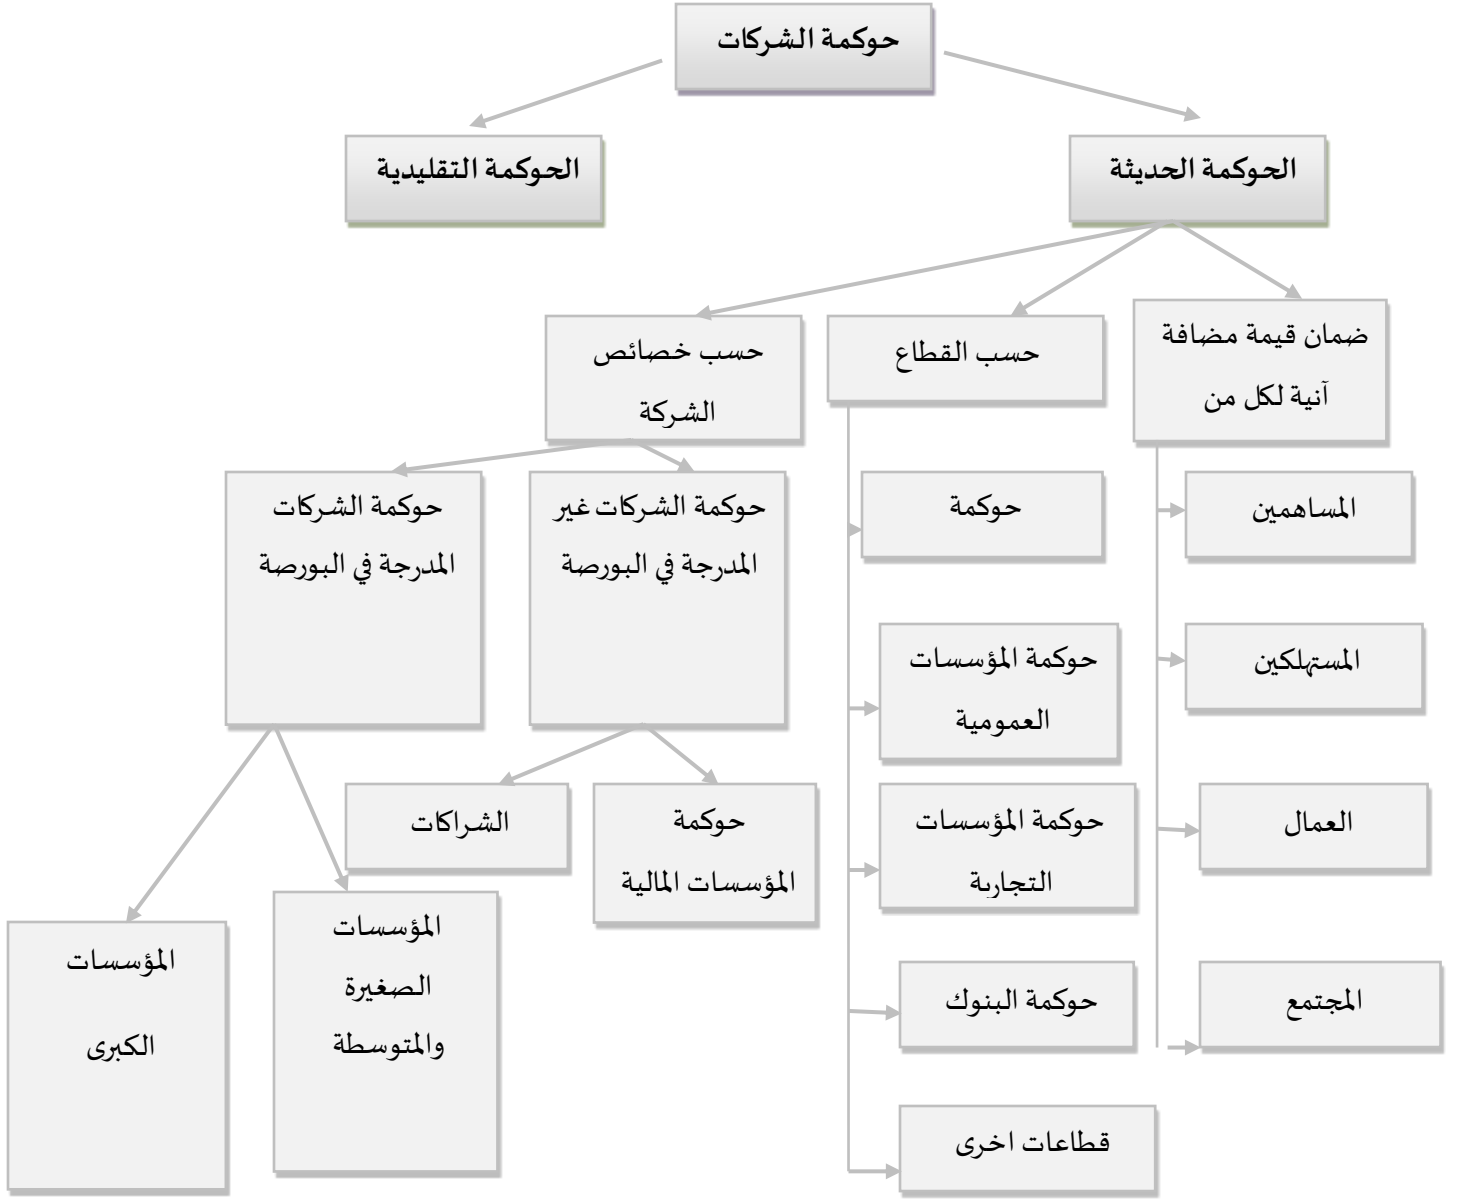 حوكمة الشركات
الحوكمة الحديثة
الحوكمة التقليدية
ضمان قيمة مضافة
آنية لكل من
حسب القطاع
حسب خصائص
الشركة
المساهمين
المستهلكين
العمال
المجتمع
حوكمة
حوكمة المؤسسات
العمومية
حوكمة المؤسسات
التجارية
حوكمة البنوك
قطاعات اخرى
حوكمة الشركات غير
المدرجة في البورصة
حوكمة الشركات
المدرجة في البورصة
حوكمة
المؤسسات المالية
الشراكات
المؤسسات
الصغيرة
والمتوسطة
المؤسسات
الكبرى